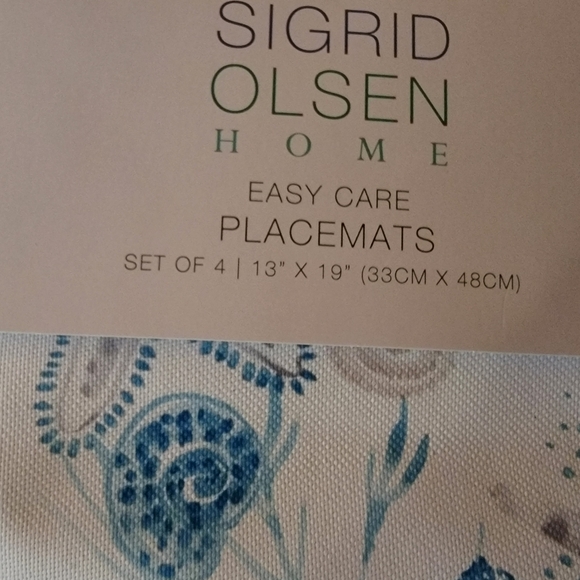 SIGRID
OLSEN
HOME
EASY CARE
PLACEMATS
SET OF 4 | 13" X 19" (33CM X 48CM)